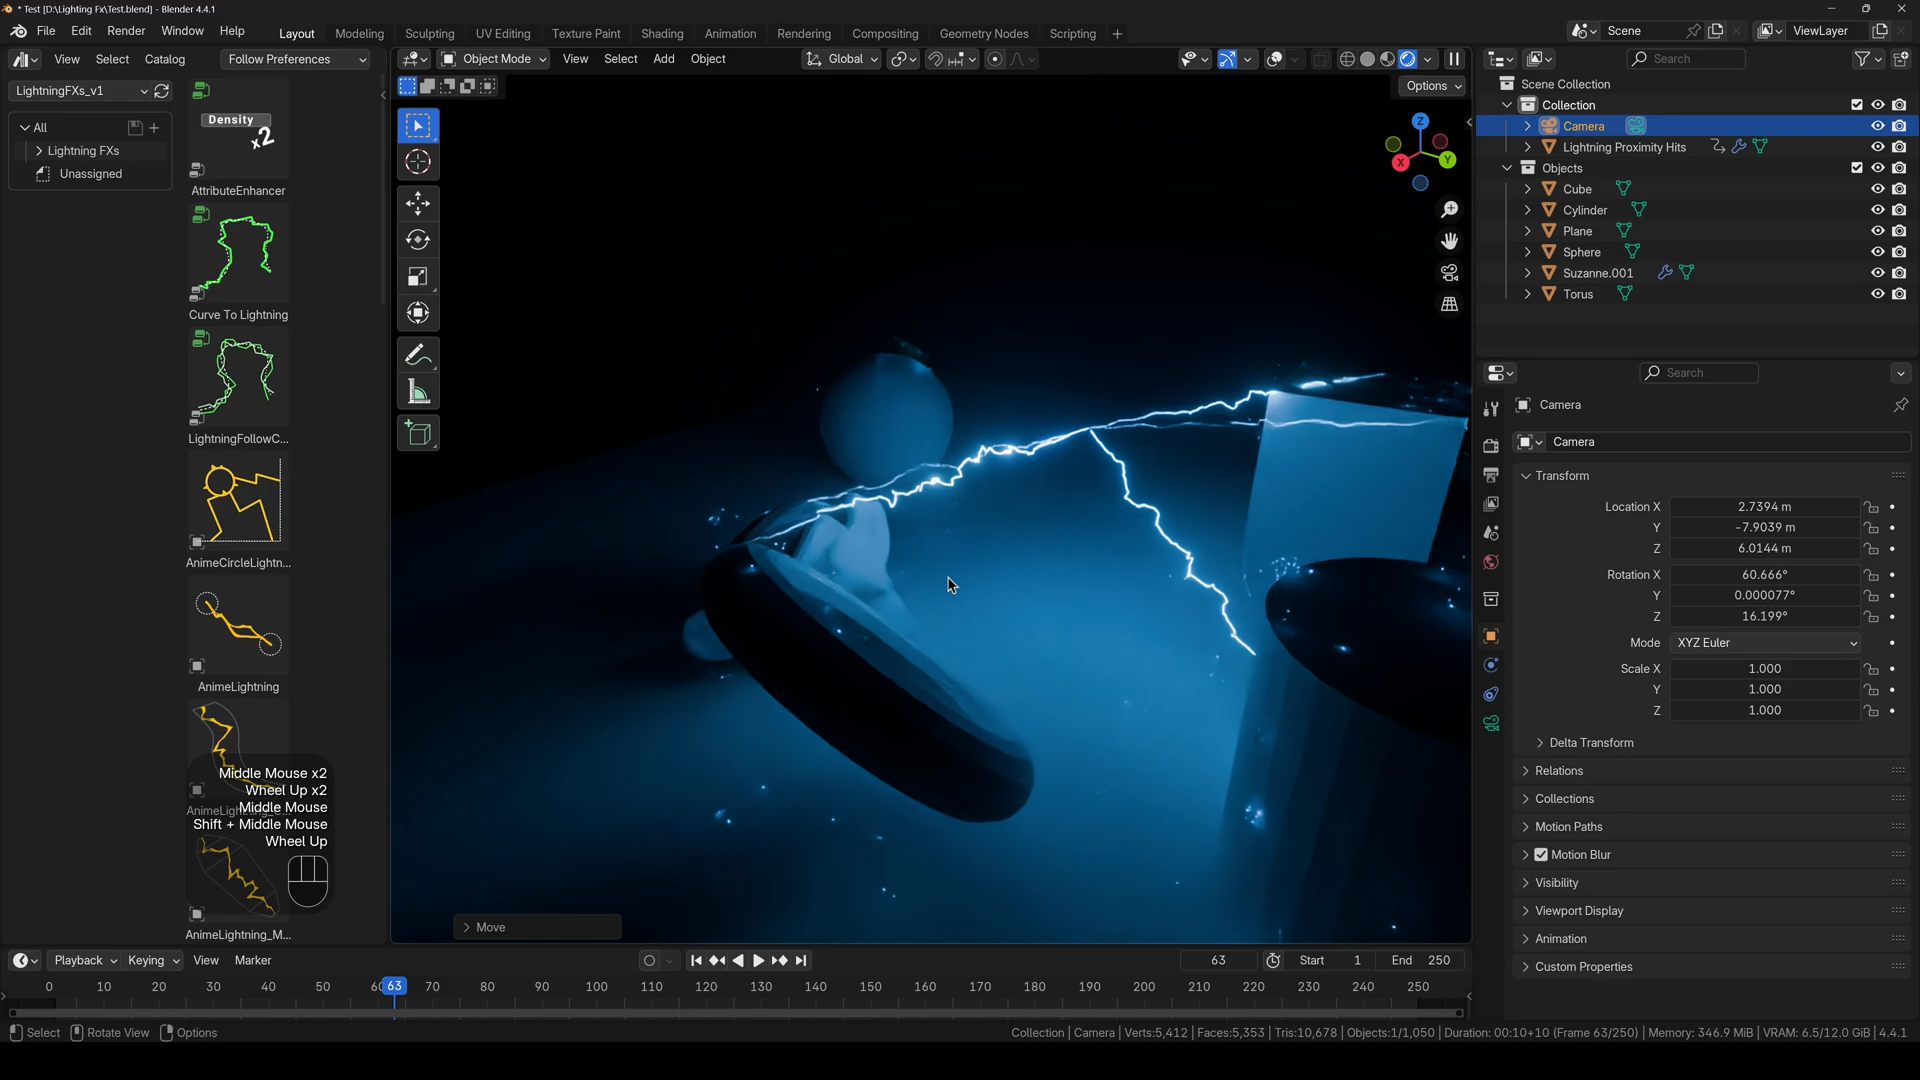 * Test [D:\Lighting Fx\Test.blend] - Blender 4.4.1
File Edit Render Window Help
Layout Modeling Sculpting UV Editing Texture Paint Shading Animation Rendering Compositing Geometry Nodes Scripting +
Scene
ViewLayer
View Select Catalog Follow Preferences
Object Mode View Select Add Object Global
Search
LightningFXs_v1
Options
All
Lightning FXs
Unassigned
Density
x2
AttributeEnhancer
Curve To Lightning
LightningFollowC...
AnimeCircleLightn...
AnimeLightning
AnimeLightning_C...
AnimeLightning_M...
Middle Mouse x2
Wheel Up x2
Middle Mouse
Shift + Middle Mouse
Wheel Up
Z
X
Y
Move
Scene Collection
Collection
Camera
Lightning Proximity Hits
Objects
Cube
Cylinder
Plane
Sphere
Suzanne.001
Torus
Search
Camera
Camera
Transform
Location X 2.7394 m
Y -7.9039 m
Z 6.0144 m
Rotation X 60.666°
Y 0.000077°
Z 16.199°
Mode XYZ Euler
Scale X 1.000
Y 1.000
Z 1.000
Delta Transform
Relations
Collections
Motion Paths
Motion Blur
Visibility
Viewport Display
Animation
Custom Properties
Playback Keying View Marker
63 Start 1 End 250
0 10 20 30 40 50 60 63 70 80 90 100 110 120 130 140 150 160 170 180 190 200 210 220 230 240 250
Select Rotate View Options
Collection | Camera | Verts:5,412 | Faces:5,353 | Tris:10,678 | Objects:1/1,050 | Duration: 00:10+10 (Frame 63/250) | Memory: 346.9 MiB | VRAM: 6.5/12.0 GiB | 4.4.1